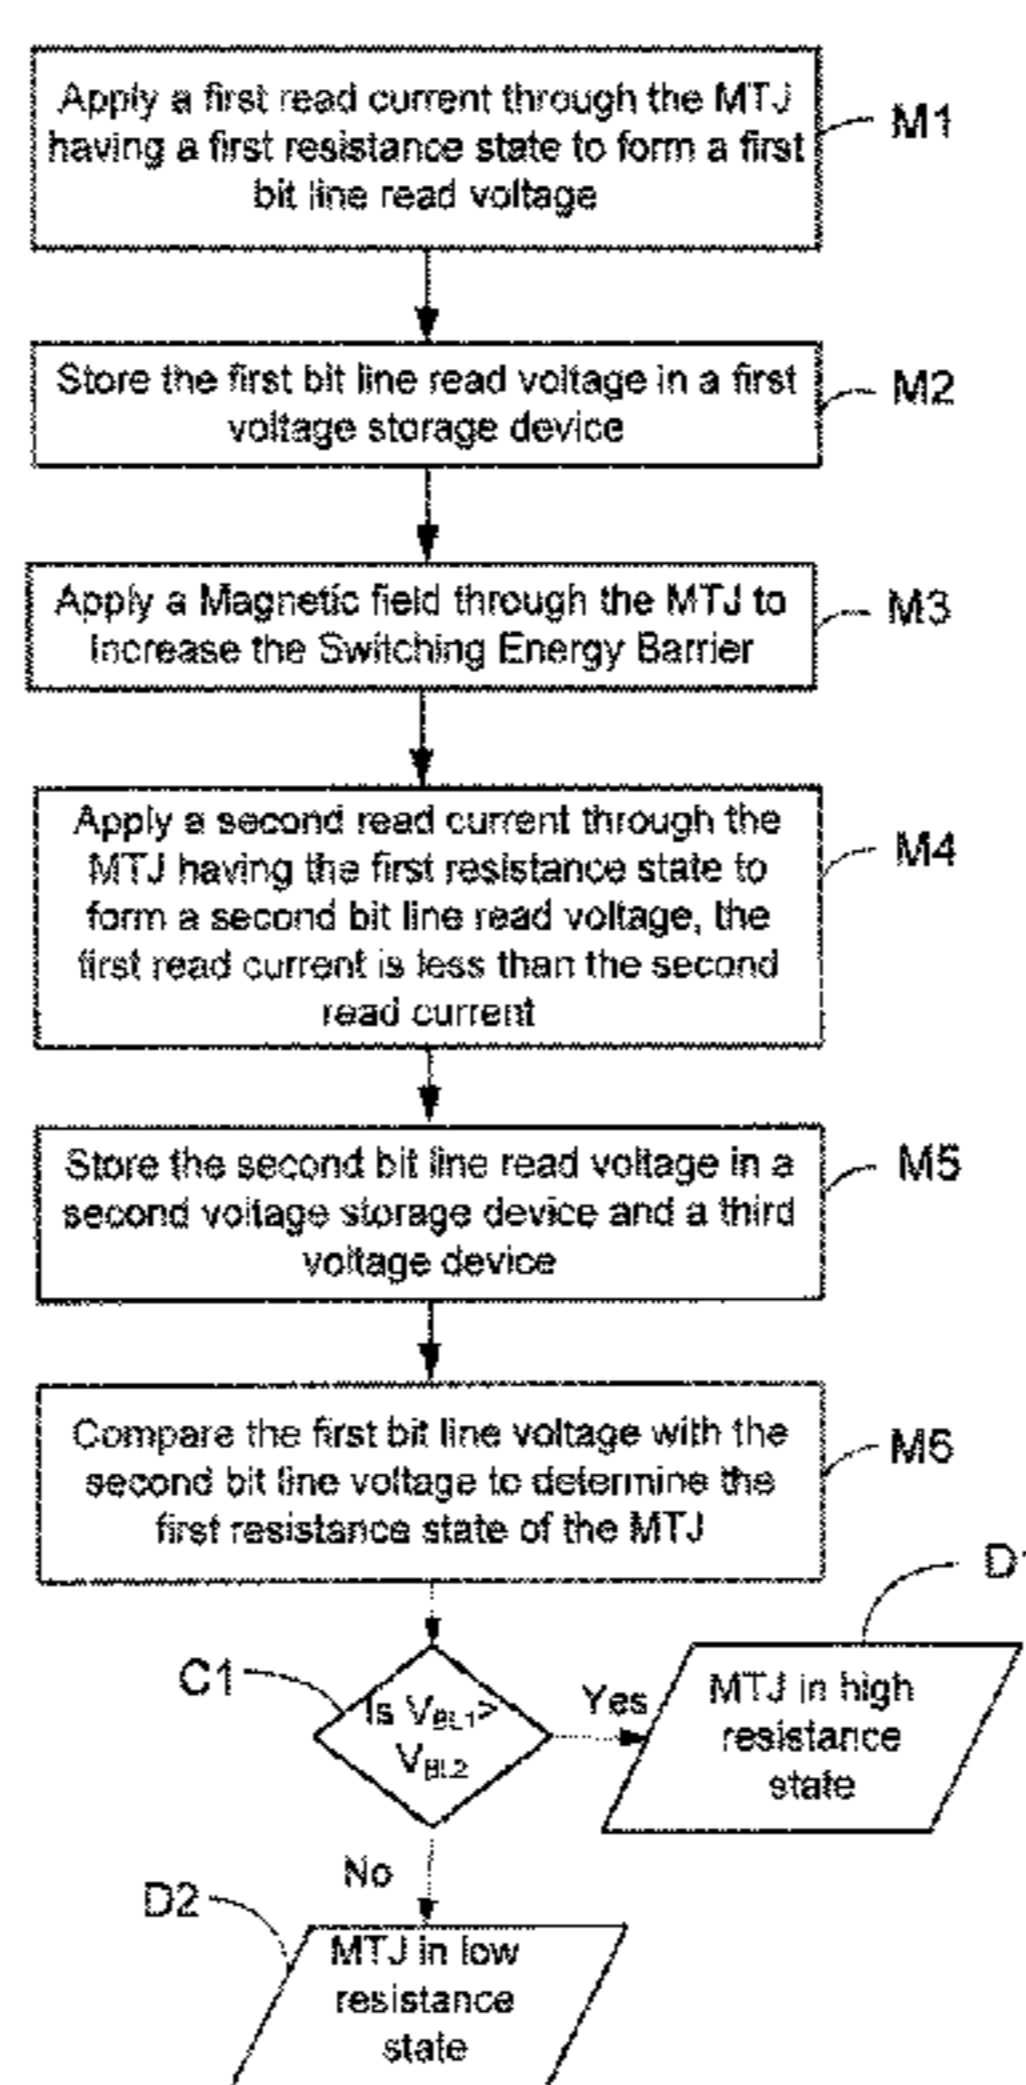 Apply a first read current through the MTJ
having a first resistance state to form a first
bit line read voltage
M1
Store the first bit line read voltage in a first
voltage storage device
M2
Apply a Magnetic field through the MTJ to
Increase the Switching Energy Barrier
M3
Apply a second read current through the
MTJ having the first resistance state to
form a second bit line read voltage, the
first read current is less than the second
read current
M4
Store the second bit line read voltage in a
second voltage storage device and a third
voltage device
M5
Compare the first bit line voltage with the
second bit line voltage to determine the
first resistance state of the MTJ
M6
D1
C1
Is VBL1>
VBL2
Yes
MTJ in high
resistance
state
No
D2
MTJ in low
resistance
state